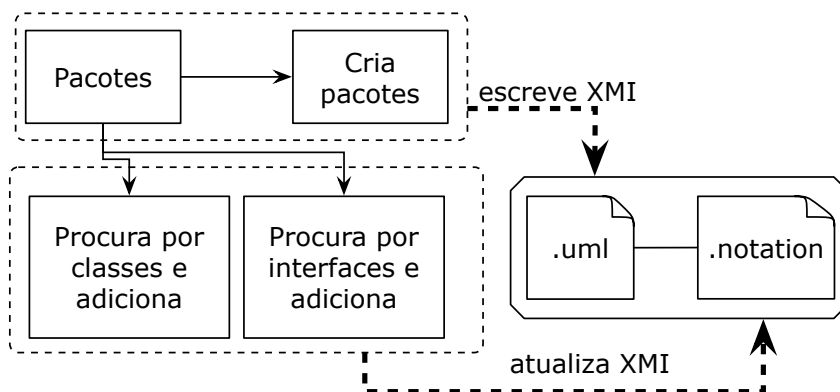 Pacotes
Cria
pacotes
escreve XMI
Procura por
classes e
adiciona
Procura por
interfaces e
adiciona
.uml
.notation
atualiza XMI